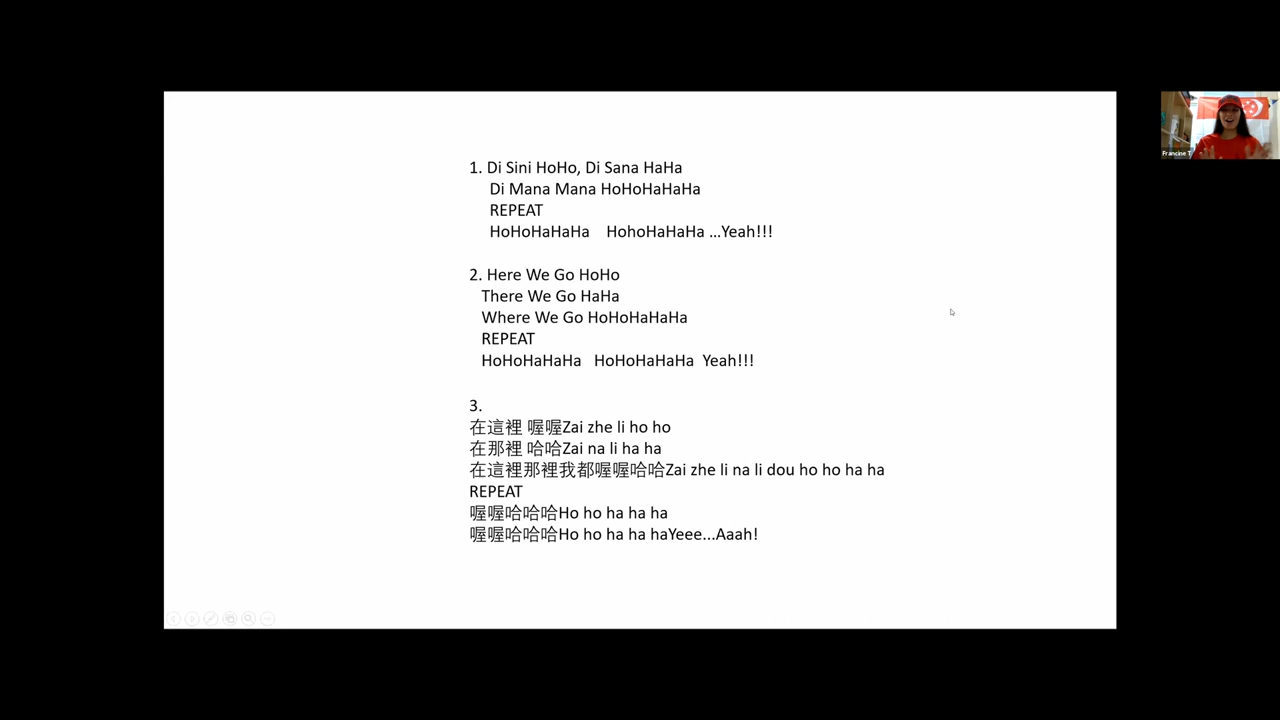 1. Di Sini HoHo, Di Sana HaHa
Di Mana Mana HoHoHaHaHa
REPEAT
HoHoHaHaHa HohoHaHaHa ...Yeah!!!
2. Here We Go HoHo
There We Go HaHa
Where We Go HoHoHaHaHa
REPEAT
HoHoHaHaHa HoHoHaHaHa Yeah!!!
3.
在這裡 喔喔Zai zhe li ho ho
在那裡 哈哈Zai na li ha ha
在這裡那裡我都喔喔哈哈Zai zhe li na li dou ho ho ha ha
REPEAT
喔喔哈哈哈Ho ho ha ha ha
喔喔哈哈哈Ho ho ha ha haYeee...Aaah!
Francine T